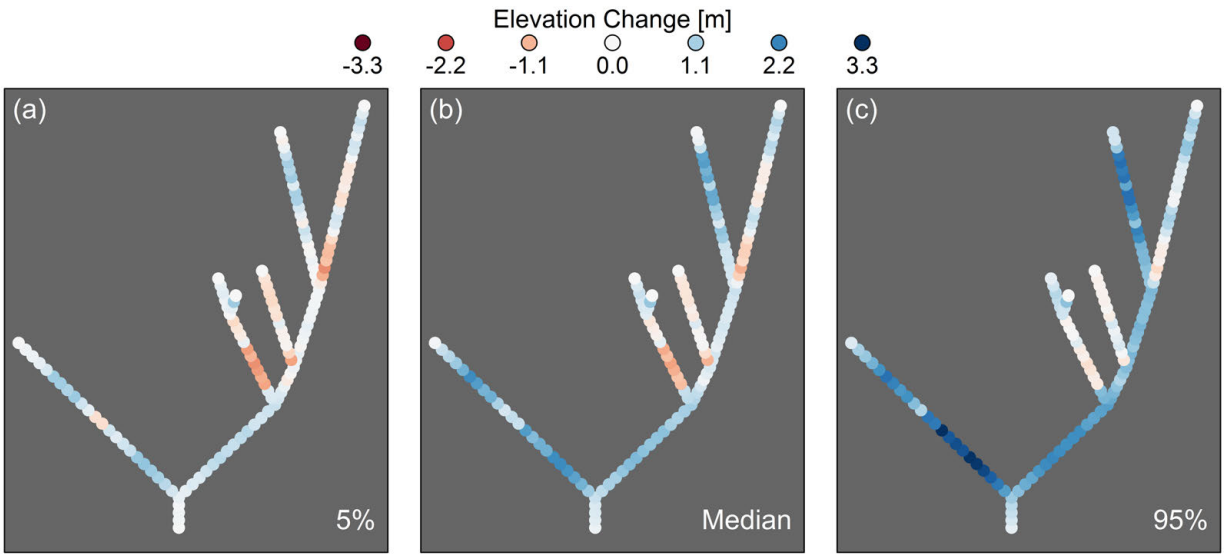 Elevation Change [m]
-3.3 -2.2 -1.1 0.0 1.1 2.2 3.3
(a) (b) (c)
5% Median 95%